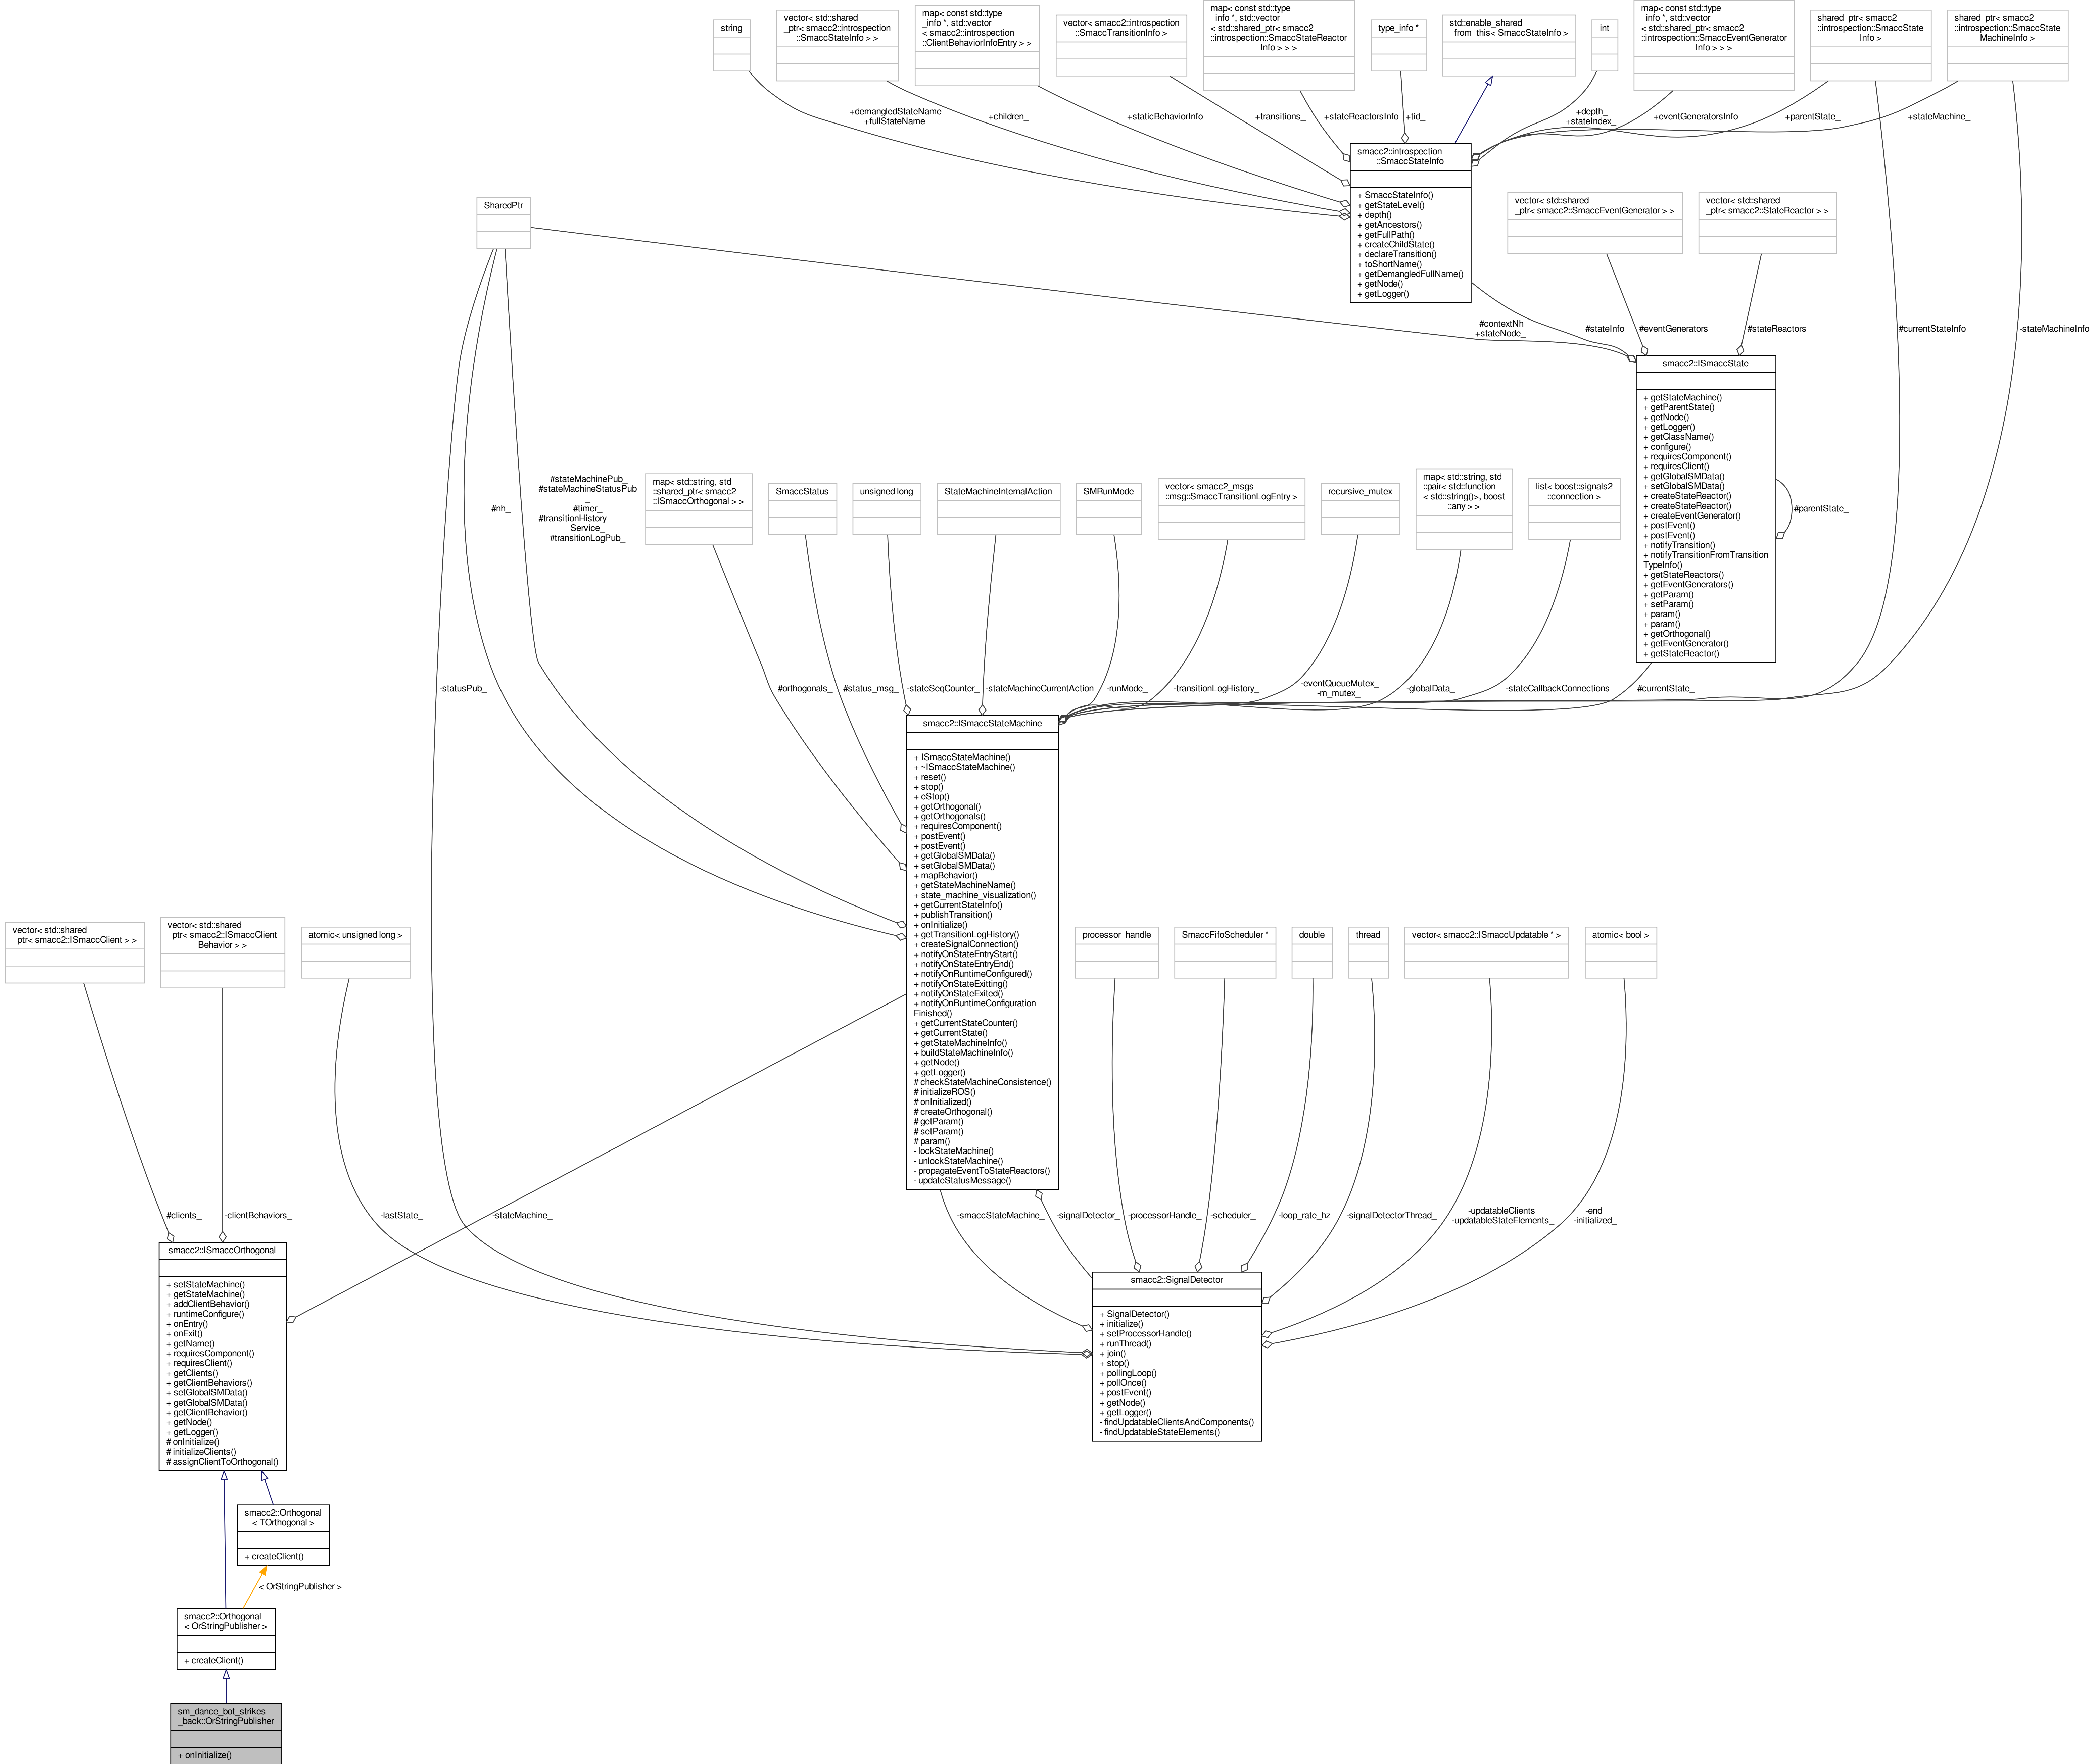 string
vector< std::shared
_ptr< smacc2::introspection
::SmaccStateInfo > >
map< const std::type
_info *, std::vector
< smacc2::introspection
::ClientBehaviorInfoEntry > >
vector< smacc2::introspection
::SmaccTransitionInfo >
map< const std::type
_info *, std::vector
< std::shared_ptr< smacc2
::introspection::SmaccStateReactor
Info > > >
type_info *
std::enable_shared
_from_this< SmaccStateInfo >
int
map< const std::type
_info *, std::vector
< std::shared_ptr< smacc2
::introspection::SmaccEventGenerator
Info > > >
shared_ptr< smacc2
::introspection::SmaccState
Info >
shared_ptr< smacc2
::introspection::SmaccState
MachineInfo >
+demangledStateName
+fullStateName
+children_
+staticBehaviorInfo
+transitions_
+stateReactorsInfo
+tid_
+depth_
+stateIndex_
+eventGeneratorsInfo
+parentState_
+stateMachine_
smacc2::introspection
::SmaccStateInfo
+ SmaccStateInfo()
+ getStateLevel()
+ depth()
+ getAncestors()
+ getFullPath()
+ createChildState()
+ declareTransition()
+ toShortName()
+ getDemangledFullName()
+ getNode()
+ getLogger()
SharedPtr
vector< std::shared
_ptr< smacc2::SmaccEventGenerator > >
vector< std::shared
_ptr< smacc2::StateReactor > >
#contextNh
+stateNode_
#stateInfo_
#eventGenerators_
#stateReactors_
#currentStateInfo_
-stateMachineInfo_
smacc2::ISmaccState
+ getStateMachine()
+ getParentState()
+ getNode()
+ getLogger()
+ getClassName()
+ configure()
+ requiresComponent()
+ requiresClient()
+ getGlobalSMData()
+ setGlobalSMData()
+ createStateReactor()
+ createStateReactor()
+ createEventGenerator()
+ postEvent()
+ postEvent()
+ notifyTransition()
+ notifyTransitionFromTransition
TypeInfo()
+ getStateReactors()
+ getEventGenerators()
+ getParam()
+ setParam()
+ param()
+ param()
+ getOrthogonal()
+ getEventGenerator()
+ getStateReactor()
#parentState_
#nh_
#stateMachinePub_
#stateMachineStatusPub
_
#timer_
#transitionHistory
Service_
#transitionLogPub_
map< std::string, std
::shared_ptr< smacc2
::ISmaccOrthogonal > >
SmaccStatus
unsigned long
StateMachineInternalAction
SMRunMode
vector< smacc2_msgs
::msg::SmaccTransitionLogEntry >
recursive_mutex
map< std::string, std
::pair< std::function
< std::string()>, boost
::any > >
list< boost::signals2
::connection >
-statusPub_
#orthogonals_
#status_msg_
-stateSeqCounter_
-stateMachineCurrentAction
-runMode_
-transitionLogHistory_
-eventQueueMutex_
-m_mutex_
-globalData_
-stateCallbackConnections
#currentState_
smacc2::ISmaccStateMachine
+ ISmaccStateMachine()
+ ~ISmaccStateMachine()
+ reset()
+ stop()
+ eStop()
+ getOrthogonal()
+ getOrthogonals()
+ requiresComponent()
+ postEvent()
+ postEvent()
+ getGlobalSMData()
+ setGlobalSMData()
+ mapBehavior()
+ getStateMachineName()
+ state_machine_visualization()
+ getCurrentStateInfo()
+ publishTransition()
+ onInitialize()
+ getTransitionLogHistory()
+ createSignalConnection()
+ notifyOnStateEntryStart()
+ notifyOnStateEntryEnd()
+ notifyOnRuntimeConfigured()
+ notifyOnStateExitting()
+ notifyOnStateExited()
+ notifyOnRuntimeConfiguration
Finished()
+ getCurrentStateCounter()
+ getCurrentState()
+ getStateMachineInfo()
+ buildStateMachineInfo()
+ getNode()
+ getLogger()
# checkStateMachineConsistence()
# initializeROS()
# onInitialized()
# createOrthogonal()
# getParam()
# setParam()
# param()
- lockStateMachine()
- unlockStateMachine()
- propagateEventToStateReactors()
- updateStatusMessage()
vector< std::shared
_ptr< smacc2::ISmaccClient > >
vector< std::shared
_ptr< smacc2::ISmaccClient
Behavior > >
atomic< unsigned long >
processor_handle
SmaccFifoScheduler *
double
thread
vector< smacc2::ISmaccUpdatable * >
atomic< bool >
#clients_
-clientBehaviors_
-lastState_
-stateMachine_
-smaccStateMachine_
-signalDetector_
-processorHandle_
-scheduler_
-loop_rate_hz
-signalDetectorThread_
-updatableClients_
-updatableStateElements_
-end_
-initialized_
smacc2::ISmaccOrthogonal
+ setStateMachine()
+ getStateMachine()
+ addClientBehavior()
+ runtimeConfigure()
+ onEntry()
+ onExit()
+ getName()
+ requiresComponent()
+ requiresClient()
+ getClients()
+ getClientBehaviors()
+ setGlobalSMData()
+ getGlobalSMData()
+ getClientBehavior()
+ getNode()
+ getLogger()
# onInitialize()
# initializeClients()
# assignClientToOrthogonal()
smacc2::SignalDetector
+ SignalDetector()
+ initialize()
+ setProcessorHandle()
+ runThread()
+ join()
+ stop()
+ pollingLoop()
+ pollOnce()
+ postEvent()
+ getNode()
+ getLogger()
- findUpdatableClientsAndComponents()
- findUpdatableStateElements()
smacc2::Orthogonal
< TOrthogonal >
+ createClient()
< OrStringPublisher >
smacc2::Orthogonal
< OrStringPublisher >
+ createClient()
sm_dance_bot_strikes
_back::OrStringPublisher
+ onInitialize()